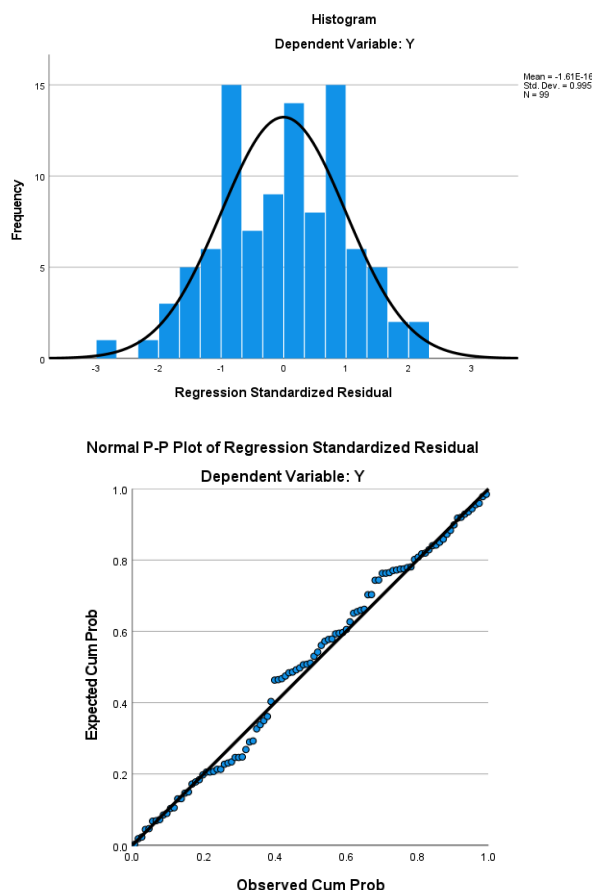 Histogram
Dependent Variable: Y
Mean = -1.61E-16
Std. Dev. = 0.995
N = 99
15
10
5
0
Frequency
-3 -2 -1 0 1 2 3
Regression Standardized Residual
Normal P-P Plot of Regression Standardized Residual
Dependent Variable: Y
1.0
0.8
0.6
0.4
0.2
0.0
Expected Cum Prob
0.0 0.2 0.4 0.6 0.8 1.0
Observed Cum Prob